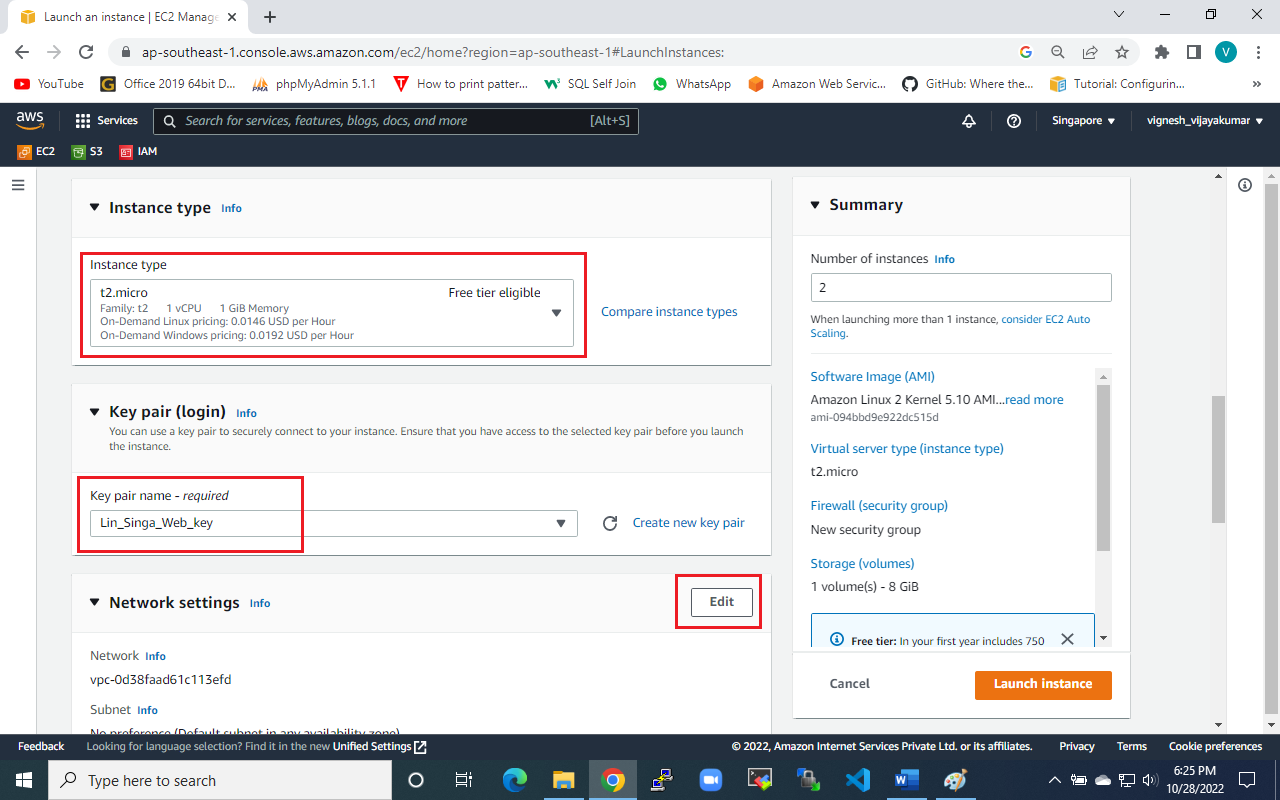 Launch an instance | EC2 Manage
ap-southeast-1.console.aws.amazon.com/ec2/home?region=ap-southeast-1#LaunchInstances:
V
YouTube
Office 2019 64bit D...
phpMyAdmin 5.1.1
How to print patter...
SQL Self Join
WhatsApp
Amazon Web Servic...
GitHub: Where the...
Tutorial: Configurin...
»
aws
Services
Search for services, features, blogs, docs, and more
[Alt+S]
Singapore
vignesh_vijayakumar
EC2
S3
IAM
Instance type Info
Instance type
t2.micro Free tier eligible
Family: t2 1 vCPU 1 GiB Memory
On-Demand Linux pricing: 0.0146 USD per Hour
On-Demand Windows pricing: 0.0192 USD per Hour
Compare instance types
Key pair (login) Info
You can use a key pair to securely connect to your instance. Ensure that you have access to the selected key pair before you launch
the instance.
Key pair name - required
Lin_Singa_Web_key
Create new key pair
Network settings Info
Edit
Network Info
vpc-0d38faad61c113efd
Subnet Info
No preference (Default subnet in any availability zone)
Summary
Number of instances Info
2
When launching more than 1 instance, consider EC2 Auto
Scaling.
Software Image (AMI)
Amazon Linux 2 Kernel 5.10 AMI...read more
ami-094bbd9e922dc515d
Virtual server type (instance type)
t2.micro
Firewall (security group)
New security group
Storage (volumes)
1 volume(s) - 8 GiB
Free tier: In your first year includes 750
Cancel
Launch instance
Feedback
Looking for language selection? Find it in the new Unified Settings
© 2022, Amazon Internet Services Private Ltd. or its affiliates.
Privacy
Terms
Cookie preferences
Type here to search
6:25 PM
10/28/2022